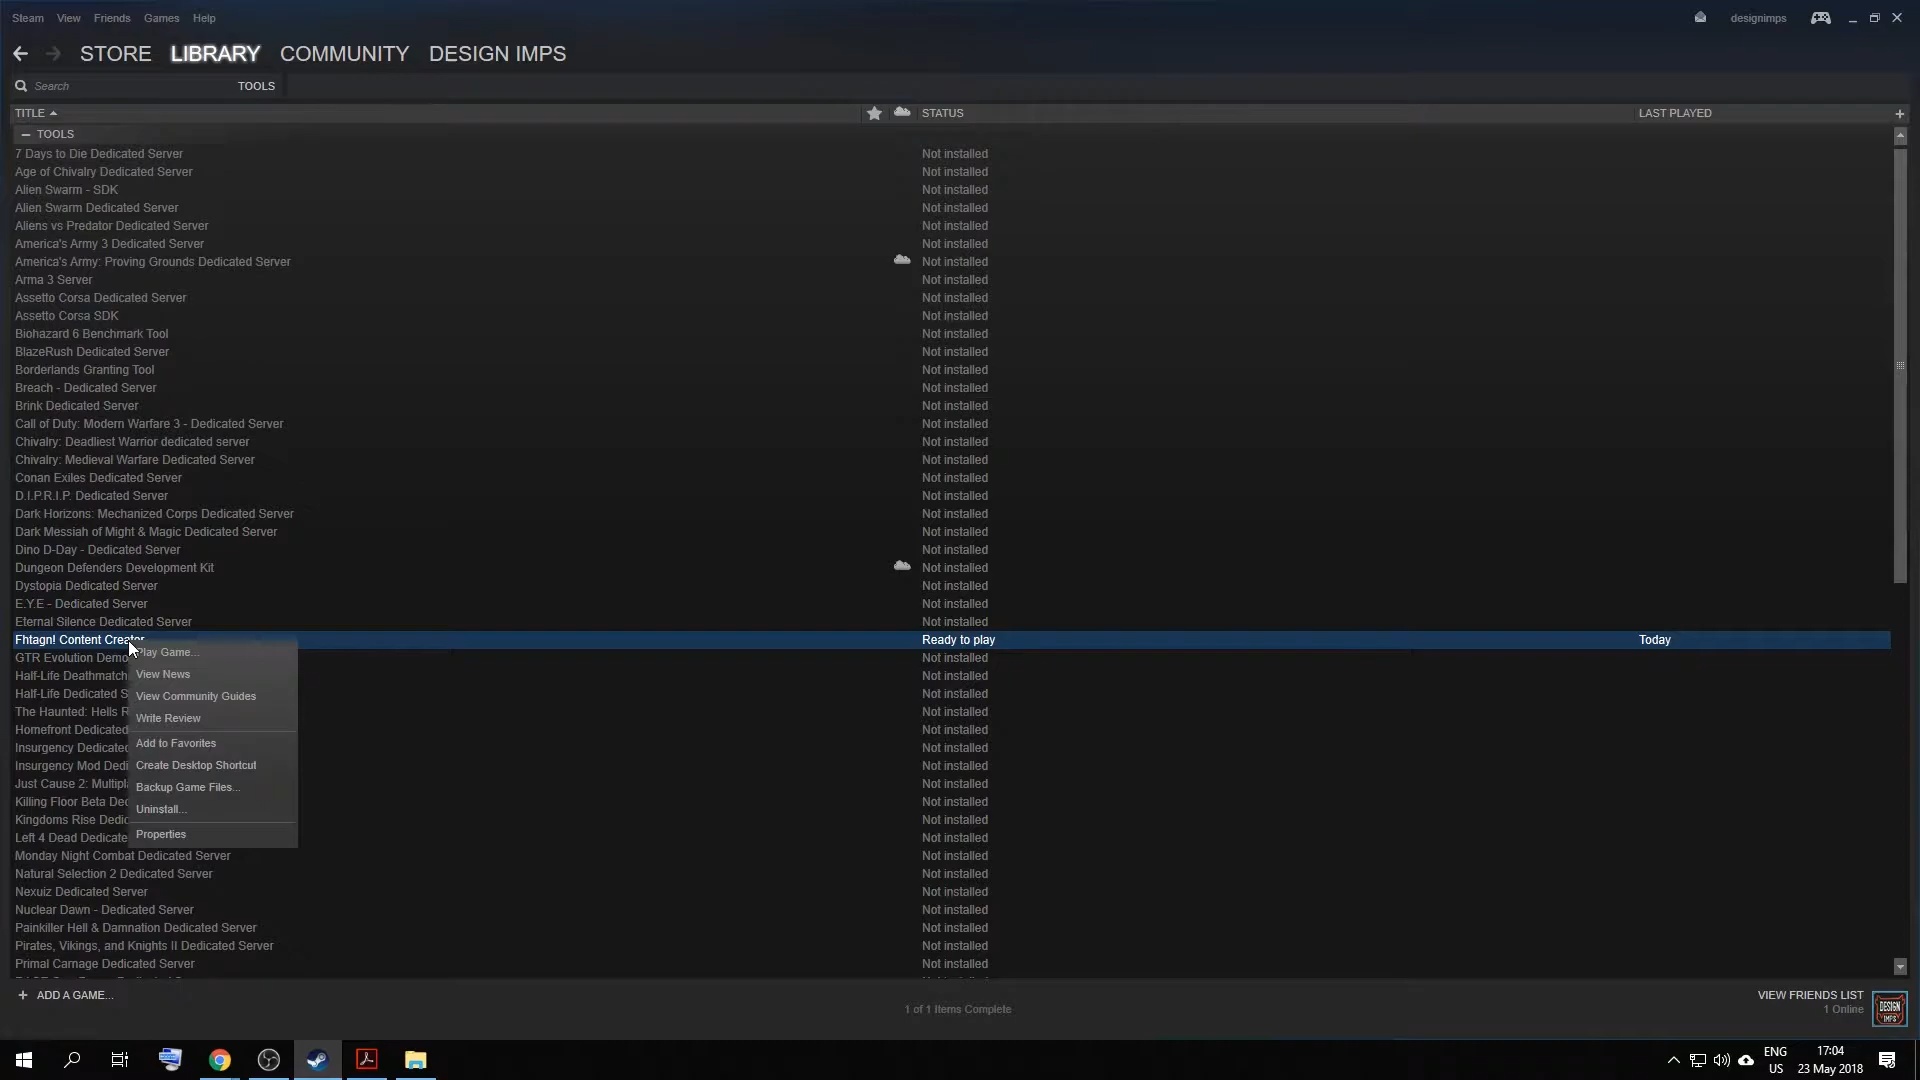 Steam View Friends Games Help designimps
STORE LIBRARY COMMUNITY DESIGN IMPS
Search TOOLS
TITLE STATUS LAST PLAYED +
− TOOLS
7 Days to Die Dedicated Server Not installed
Age of Chivalry Dedicated Server Not installed
Alien Swarm - SDK Not installed
Alien Swarm Dedicated Server Not installed
Aliens vs Predator Dedicated Server Not installed
America's Army 3 Dedicated Server Not installed
America's Army: Proving Grounds Dedicated Server Not installed
Arma 3 Server Not installed
Assetto Corsa Dedicated Server Not installed
Assetto Corsa SDK Not installed
Biohazard 6 Benchmark Tool Not installed
BlazeRush Dedicated Server Not installed
Borderlands Granting Tool Not installed
Breach - Dedicated Server Not installed
Brink Dedicated Server Not installed
Call of Duty: Modern Warfare 3 - Dedicated Server Not installed
Chivalry: Deadliest Warrior dedicated server Not installed
Chivalry: Medieval Warfare Dedicated Server Not installed
Conan Exiles Dedicated Server Not installed
D.I.P.R.I.P. Dedicated Server Not installed
Dark Horizons: Mechanized Corps Dedicated Server Not installed
Dark Messiah of Might & Magic Dedicated Server Not installed
Dino D-Day - Dedicated Server Not installed
Dungeon Defenders Development Kit Not installed
Dystopia Dedicated Server Not installed
E.Y.E - Dedicated Server Not installed
Eternal Silence Dedicated Server Not installed
Fhtagn! Content Creator Ready to play Today
GTR Evolution Demo Not installed
Half-Life Deathmatch Not installed
Half-Life Dedicated S Not installed
The Haunted: Hells R Not installed
Homefront Dedicated Not installed
Insurgency Dedicate Not installed
Insurgency Mod Dedi Not installed
Just Cause 2: Multipl Not installed
Killing Floor Beta De Not installed
Kingdoms Rise Dedic Not installed
Left 4 Dead Dedicate Not installed
Monday Night Combat Dedicated Server Not installed
Natural Selection 2 Dedicated Server Not installed
Nexuiz Dedicated Server Not installed
Nuclear Dawn - Dedicated Server Not installed
Painkiller Hell & Damnation Dedicated Server Not installed
Pirates, Vikings, and Knights II Dedicated Server Not installed
Primal Carnage Dedicated Server Not installed
Play Game...
View News
View Community Guides
Write Review
Add to Favorites
Create Desktop Shortcut
Backup Game Files...
Uninstall...
Properties
+ ADD A GAME...
1 of 1 Items Complete
VIEW FRIENDS LIST
1 Online
DESIGN
IMPS
ENG
US
17:04
23 May 2018